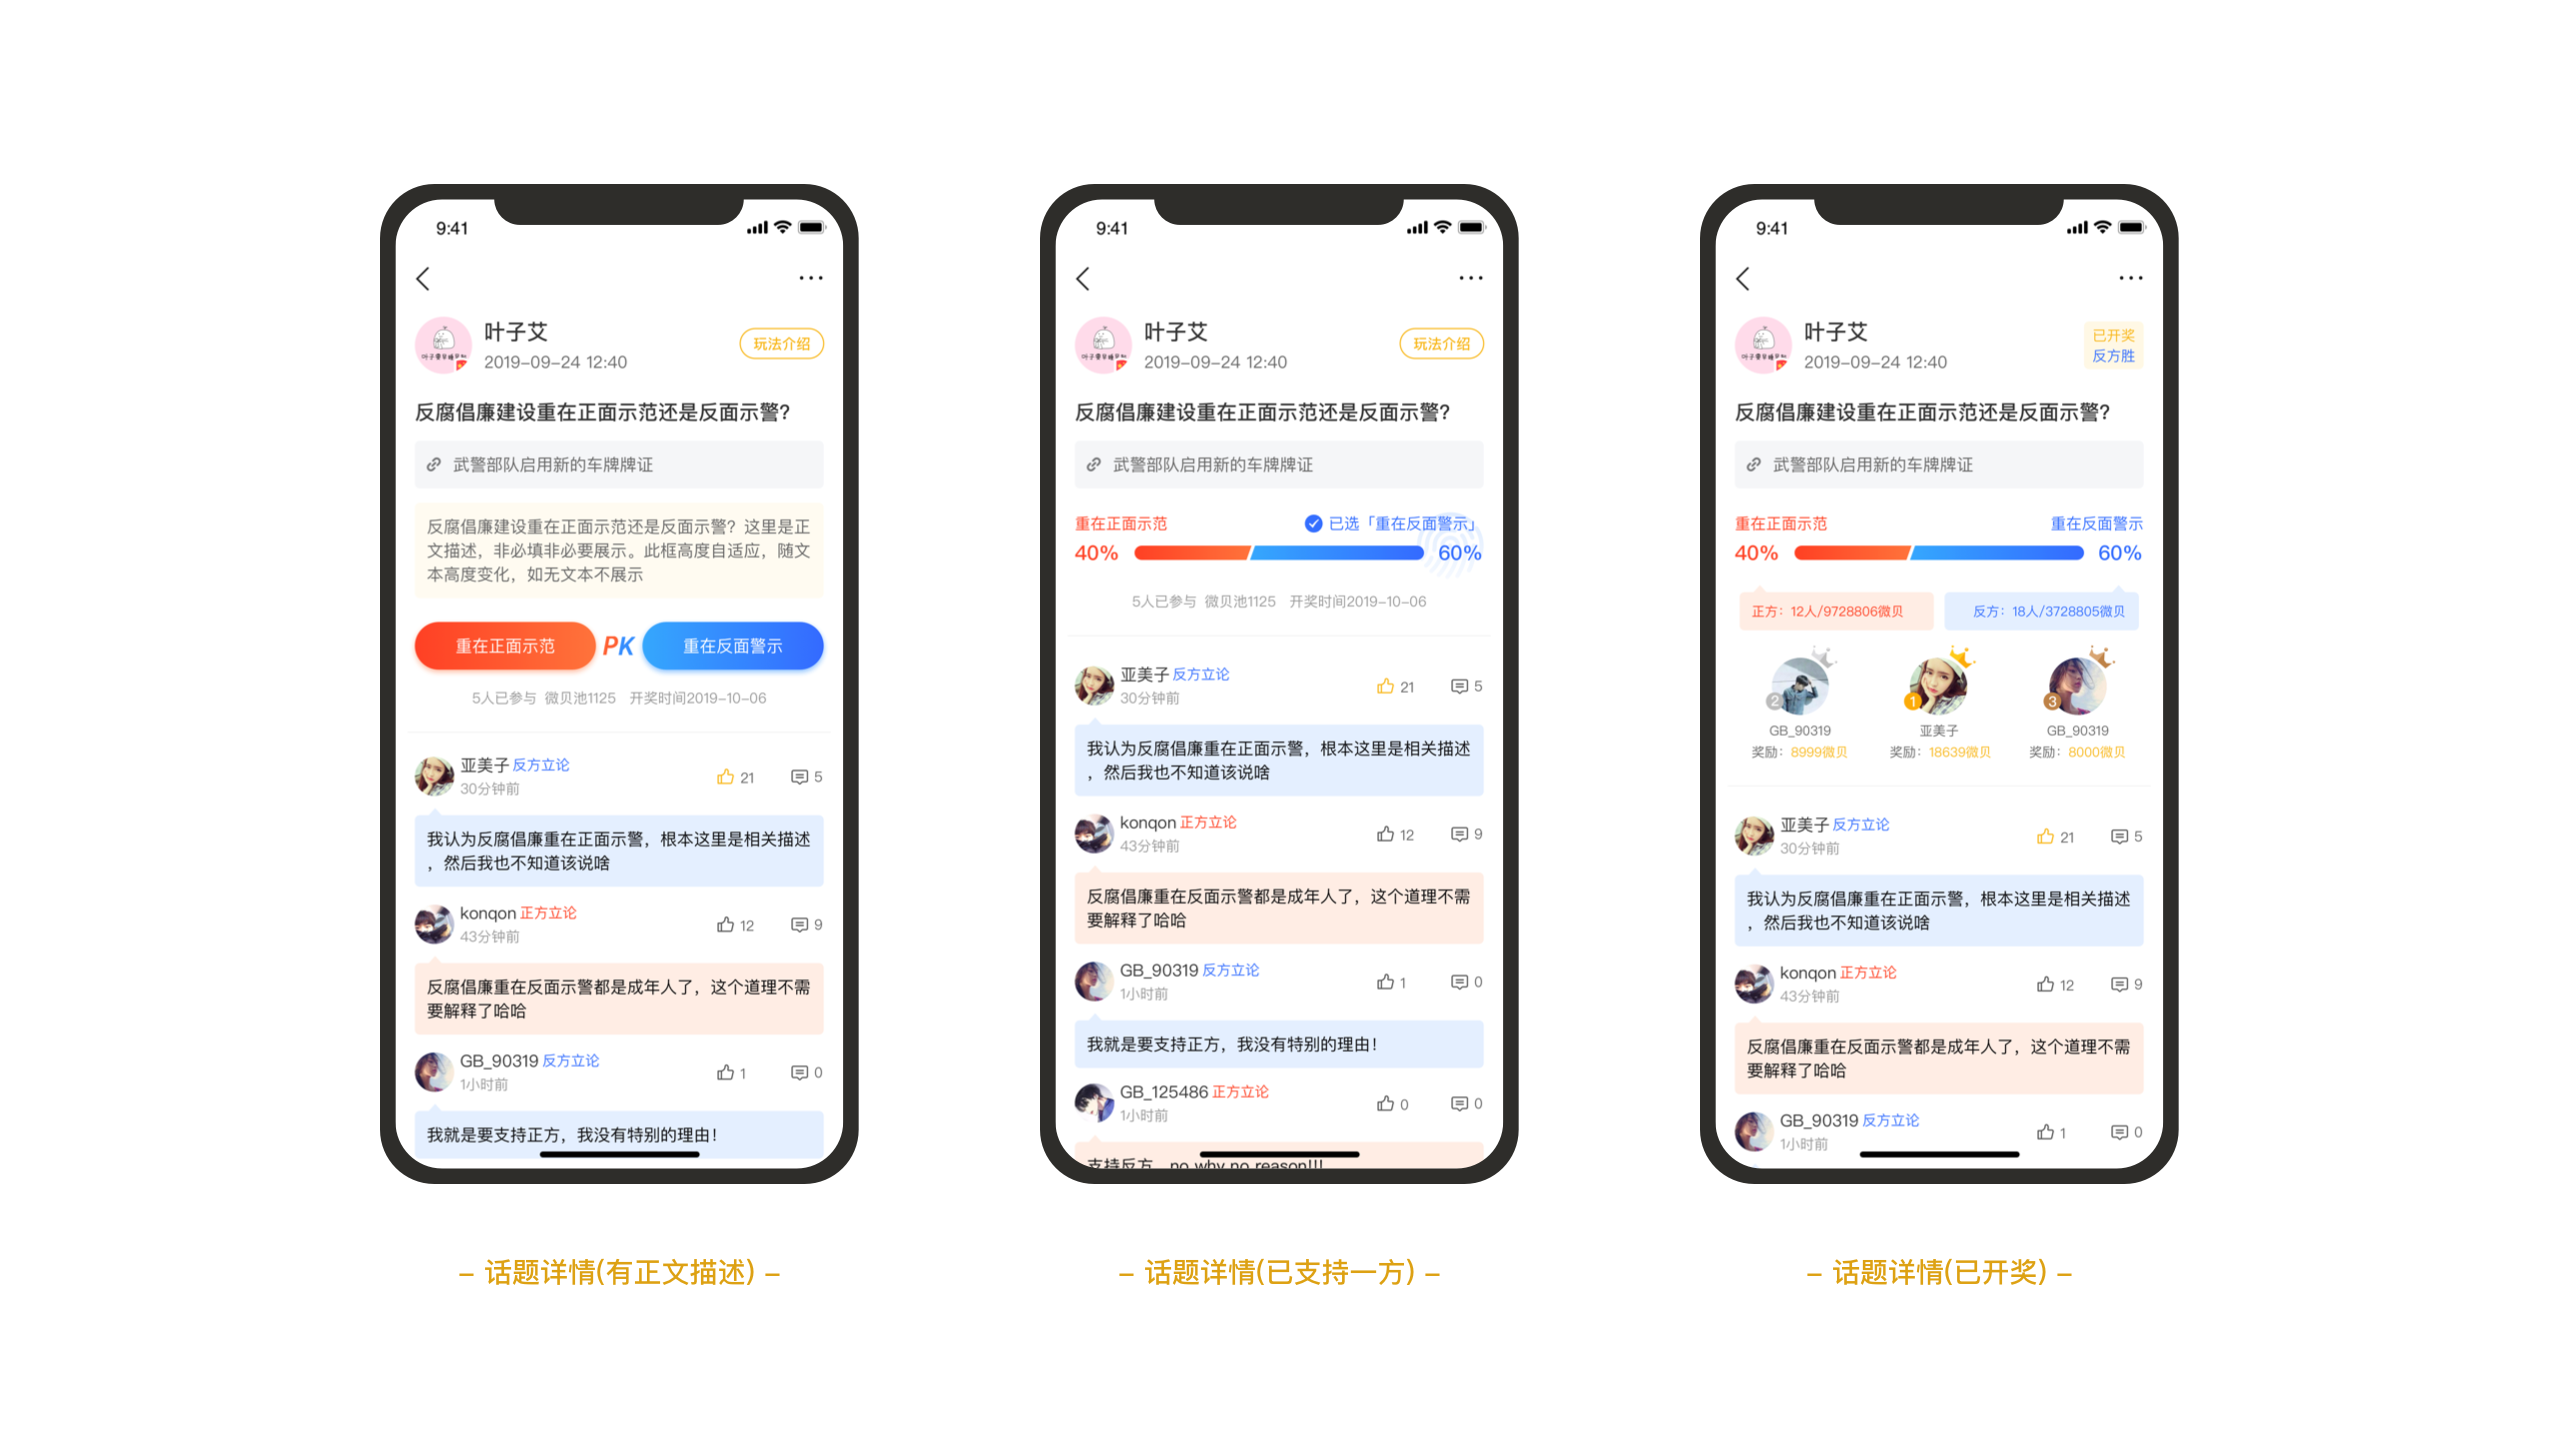 9:41
叶子艾
2019-09-24 12:40
玩法介绍
反腐倡廉建设重在正面示范还是反面示警?
武警部队启用新的车牌牌证
反腐倡廉建设重在正面示范还是反面示警？这里是正
文描述，非必填非必要展示。此框高度自适应，随文
本高度变化，如无文本不展示
重在正面示范 PK 重在反面警示
5人已参与 微贝池1125 开奖时间2019-10-06
亚美子 反方立论 21 5
30分钟前
我认为反腐倡廉重在正面示警，根本这里是相关描述
，然后我也不知道该说啥
konqon 正方立论 12 9
43分钟前
反腐倡廉重在反面示警都是成年人了，这个道理不需
要解释了哈哈
GB_90319 反方立论 1 0
1小时前
我就是要支持正方，我没有特别的理由！
– 话题详情(有正文描述) –
9:41
叶子艾
2019-09-24 12:40
玩法介绍
反腐倡廉建设重在正面示范还是反面示警?
武警部队启用新的车牌牌证
重在正面示范 已选「重在反面警示」
40% 60%
5人已参与 微贝池1125 开奖时间2019-10-06
亚美子 反方立论 21 5
30分钟前
我认为反腐倡廉重在正面示警，根本这里是相关描述
，然后我也不知道该说啥
konqon 正方立论 12 9
43分钟前
反腐倡廉重在反面示警都是成年人了，这个道理不需
要解释了哈哈
GB_90319 反方立论 1 0
1小时前
我就是要支持正方，我没有特别的理由！
GB_125486 正方立论 0 0
1小时前
支持反方，no why no reason!!!
– 话题详情(已支持一方) –
9:41
叶子艾
2019-09-24 12:40
已开奖
反方胜
反腐倡廉建设重在正面示范还是反面示警?
武警部队启用新的车牌牌证
重在正面示范 重在反面警示
40% 60%
正方：12人/9728806微贝 反方：18人/3728805微贝
2 1 3
GB_90319 亚美子 GB_90319
奖励：8999微贝 奖励：18639微贝 奖励：8000微贝
亚美子 反方立论 21 5
30分钟前
我认为反腐倡廉重在正面示警，根本这里是相关描述
，然后我也不知道该说啥
konqon 正方立论 12 9
43分钟前
反腐倡廉重在反面示警都是成年人了，这个道理不需
要解释了哈哈
GB_90319 反方立论 1 0
1小时前
– 话题详情(已开奖) –